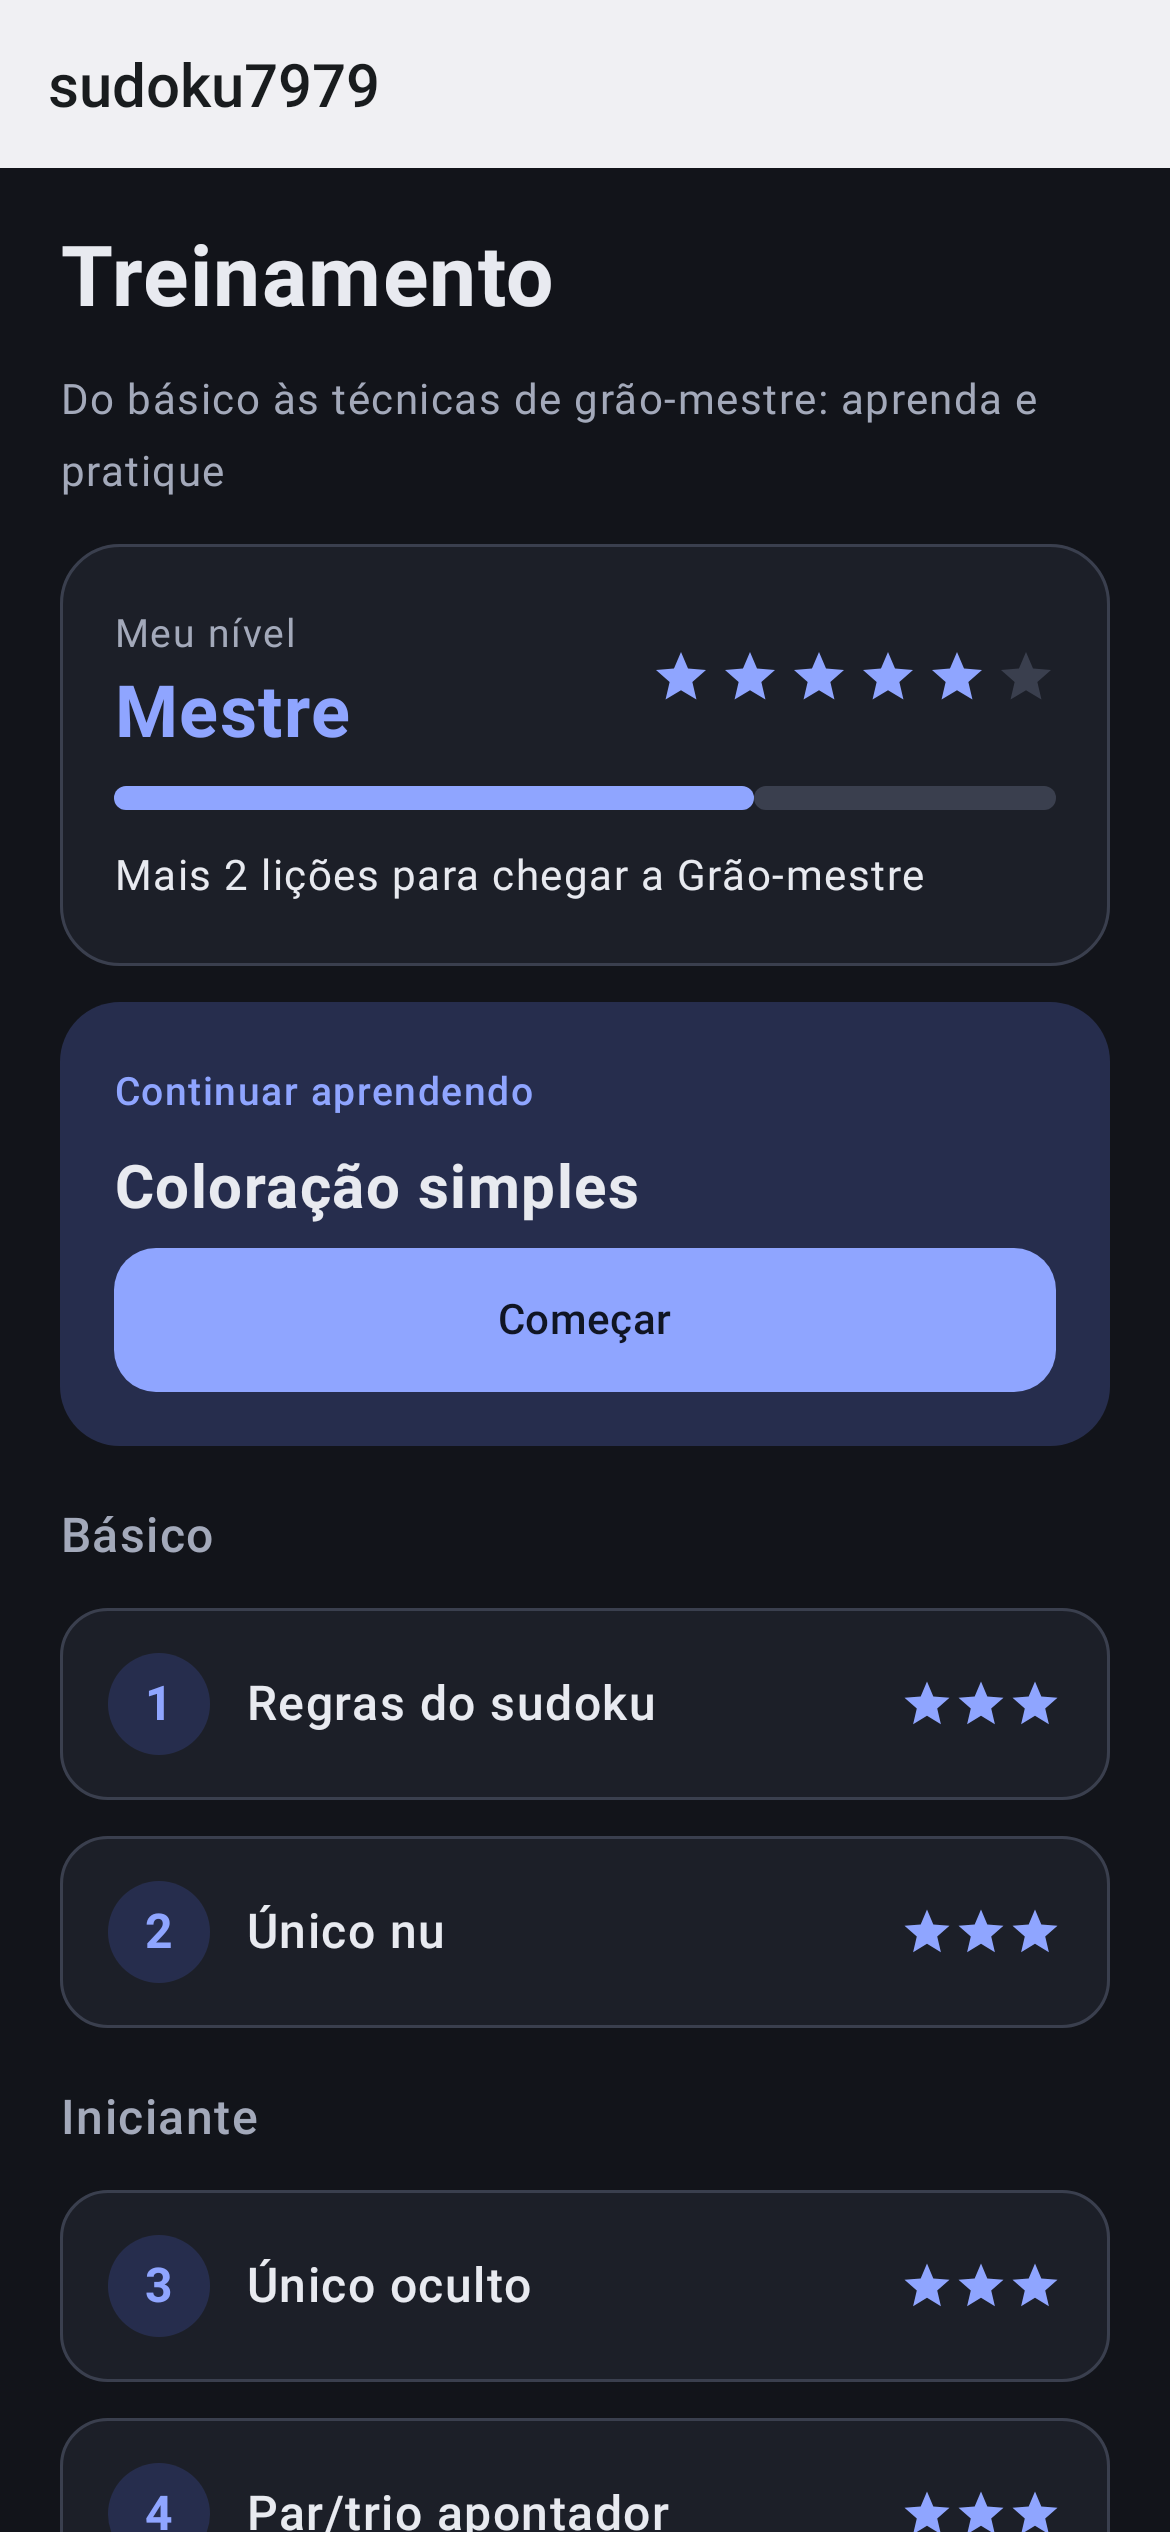 sudoku7979
Treinamento
Do básico às técnicas de grão-mestre: aprenda e
pratique
Meu nível
Mestre
Mais 2 lições para chegar a Grão-mestre
Continuar aprendendo
Coloração simples
Começar
Básico
1 Regras do sudoku
2 Único nu
Iniciante
3 Único oculto
4 Par/trio apontador